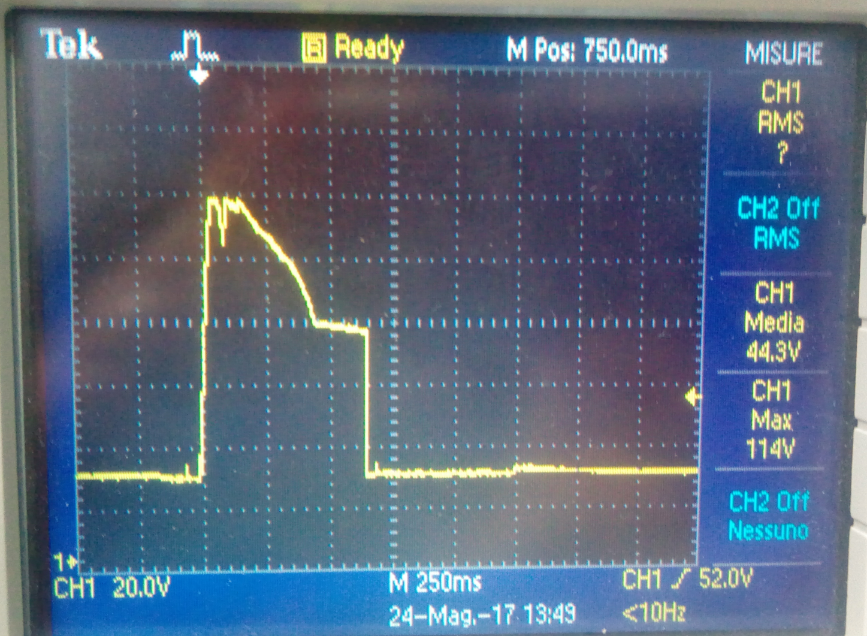 Tek
R Ready
M Pos: 750.0ms
MISURE
CH1
RMS
?
CH2 Off
RMS
CH1
Media
44.3V
CH1
Max
114V
CH2 Off
Nessuno
1
CH1 20.0V
M 250ms
CH1 52.0V
24-Mag.-17 13:49
<10Hz